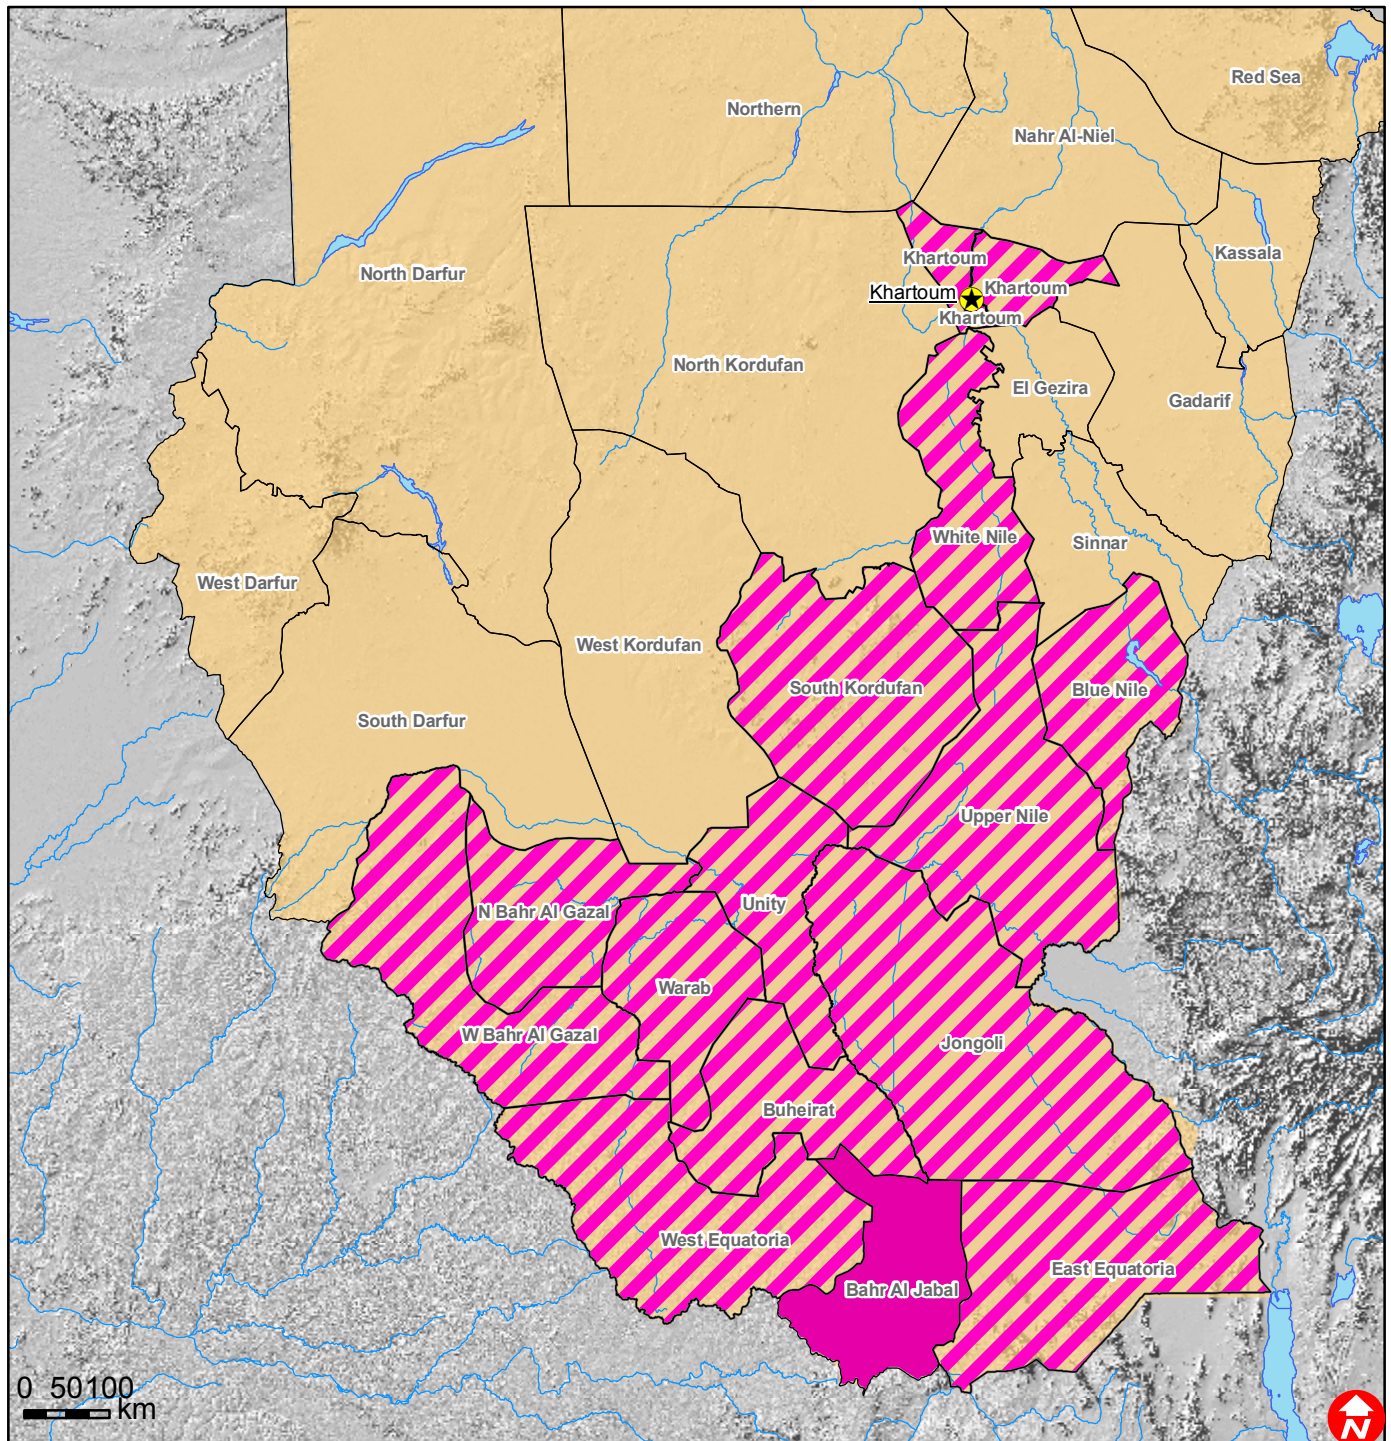 Red Sea
Northern
Nahr Al-Niel
Kassala
Khartoum
North Darfur
Khartoum
Khartoum
Khartoum
North Kordufan
El Gezira
Gadarif
White Nile
Sinnar
West Darfur
West Kordufan
South Kordufan
Blue Nile
South Darfur
Upper Nile
Unity
N Bahr Al Gazal
Warab
W Bahr Al Gazal
Jongoli
Buheirat
West Equatoria
East Equatoria
Bahr Al Jabal
0 50100
km
N